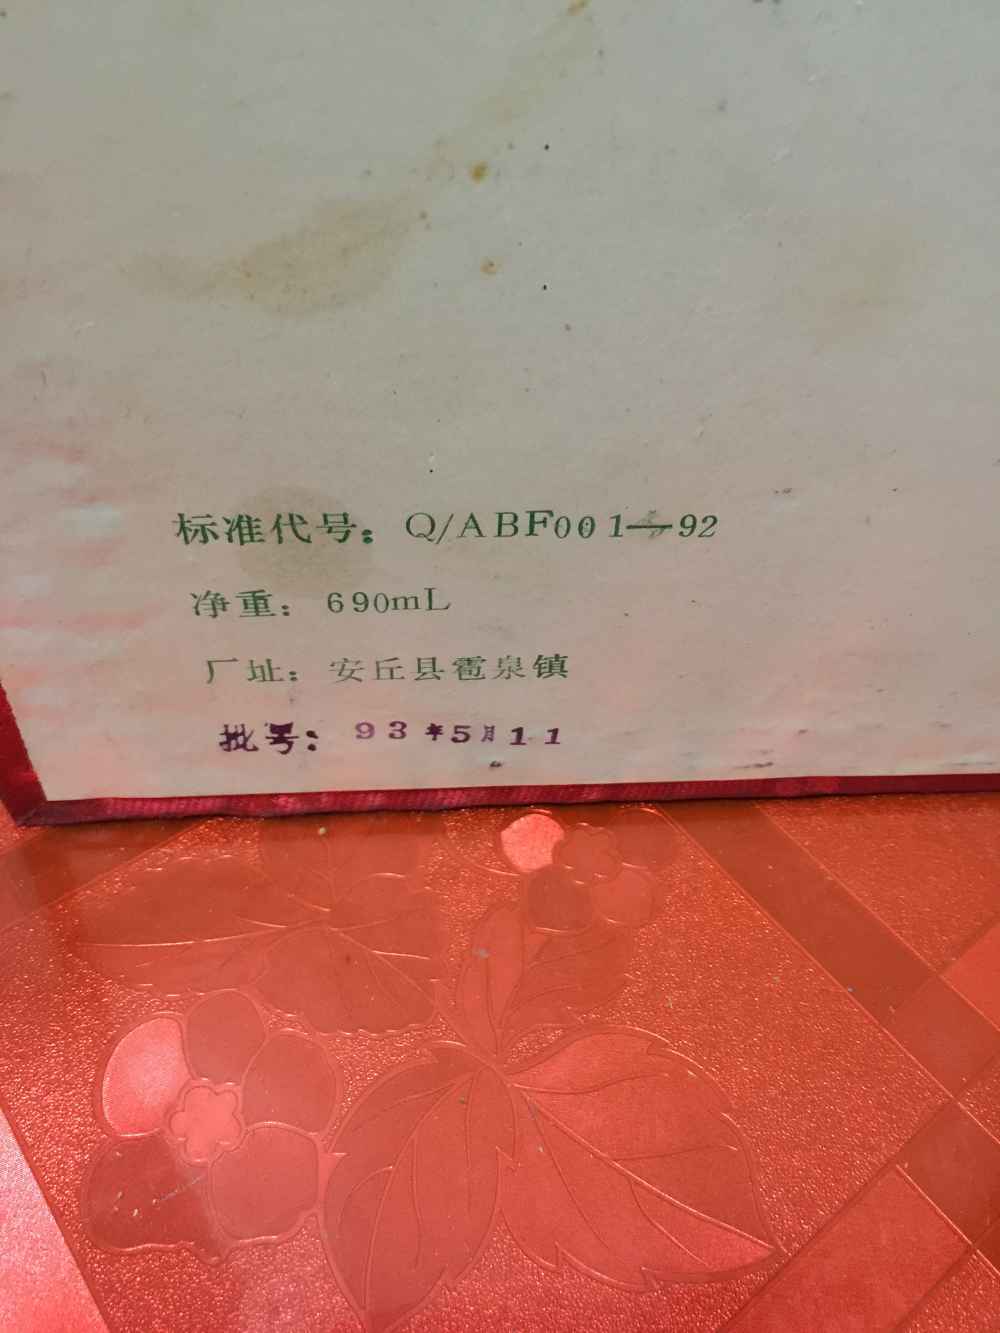 标准代号：Q/ABF001—92
净重：690mL
厂址：安丘县雹泉镇
批号：93年5月11